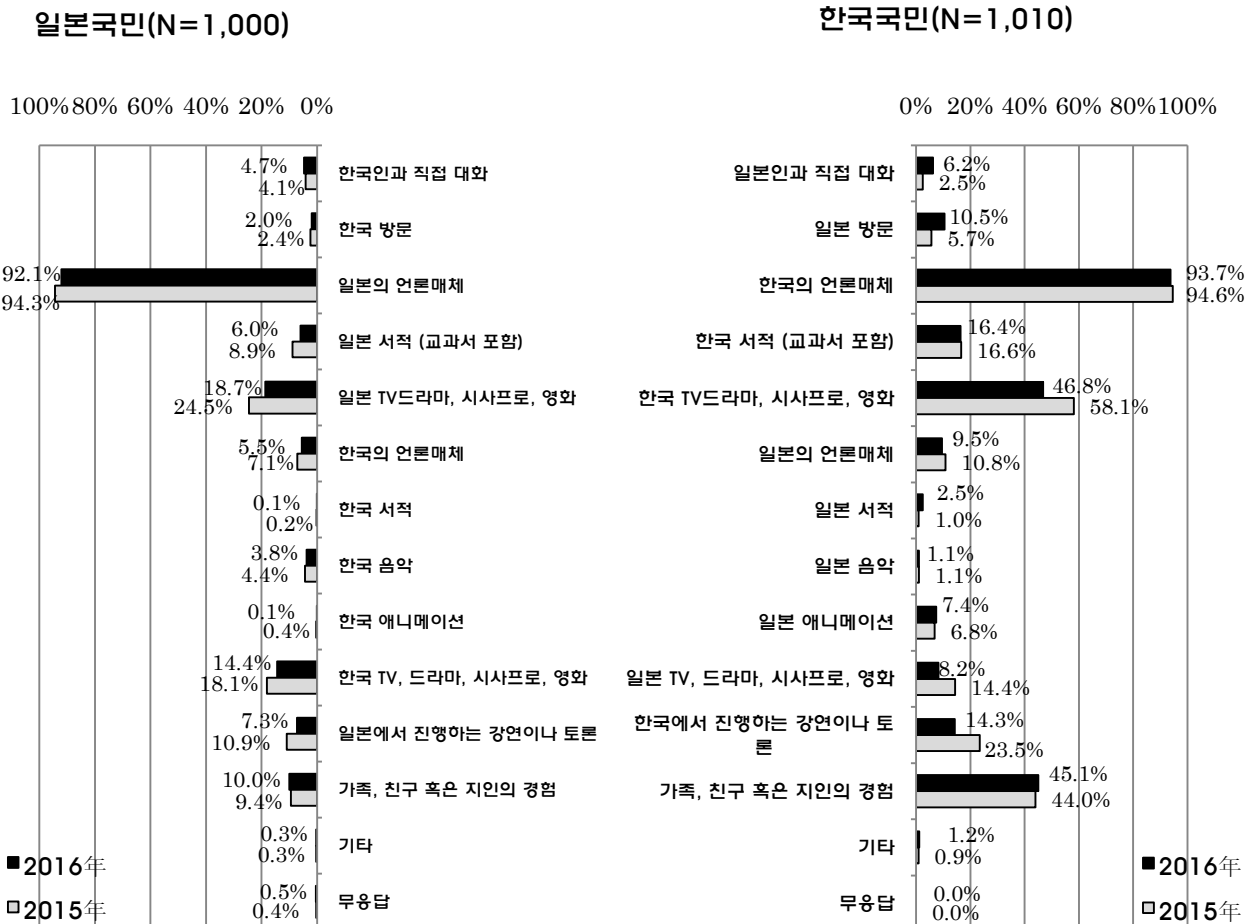 일본국민(N=1,000)
한국국민(N=1,010)
100% 80% 60% 40% 20% 0%
0% 20% 40% 60% 80% 100%
4.7%
4.1%
한국인과 직접 대화
일본인과 직접 대화
6.2%
2.5%
2.0%
2.4%
한국 방문
일본 방문
10.5%
5.7%
92.1%
94.3%
일본의 언론매체
한국의 언론매체
93.7%
94.6%
6.0%
8.9%
일본 서적 (교과서 포함)
한국 서적 (교과서 포함)
16.4%
16.6%
18.7%
24.5%
일본 TV드라마, 시사프로, 영화
한국 TV드라마, 시사프로, 영화
46.8%
58.1%
5.5%
7.1%
한국의 언론매체
일본의 언론매체
9.5%
10.8%
0.1%
0.2%
한국 서적
일본 서적
2.5%
1.0%
3.8%
4.4%
한국 음악
일본 음악
1.1%
1.1%
0.1%
0.4%
한국 애니메이션
일본 애니메이션
7.4%
6.8%
14.4%
18.1%
한국 TV, 드라마, 시사프로, 영화
일본 TV, 드라마, 시사프로, 영화
8.2%
14.4%
7.3%
10.9%
일본에서 진행하는 강연이나 토론
한국에서 진행하는 강연이나 토
론
14.3%
23.5%
10.0%
9.4%
가족, 친구 혹은 지인의 경험
가족, 친구 혹은 지인의 경험
45.1%
44.0%
0.3%
0.3%
기타
기타
1.2%
0.9%
0.5%
0.4%
무응답
무응답
0.0%
0.0%
2016年
2015年
2016年
2015年